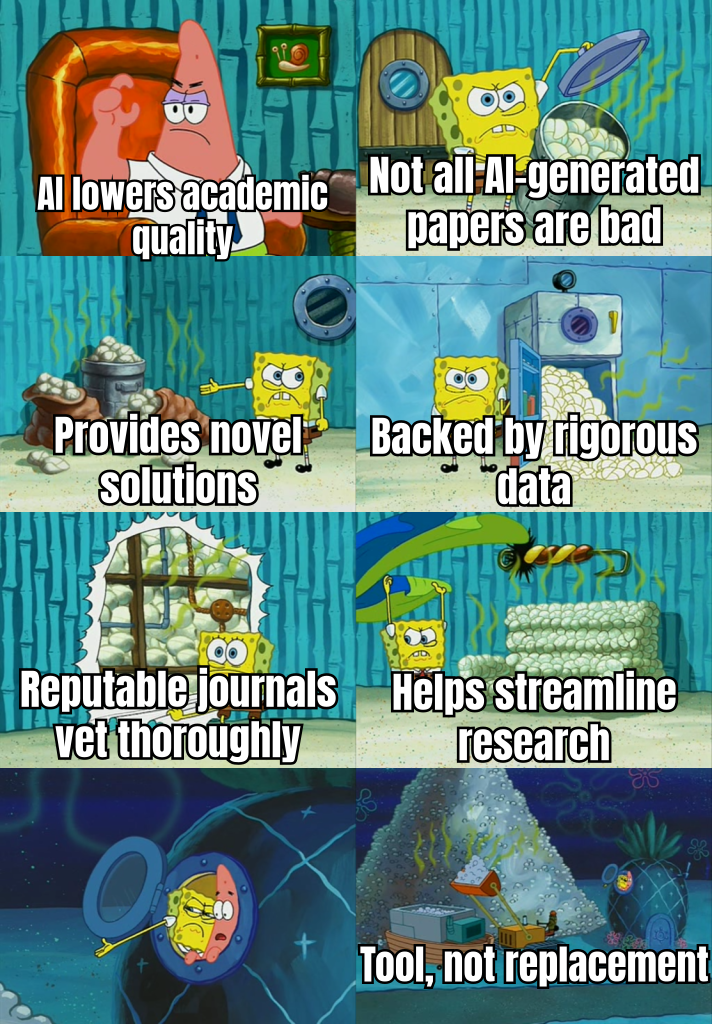 AI lowers academic
quality
Not all AI-generated
papers are bad
Provides novel
solutions
Backed by rigorous
data
Reputable journals
vet thoroughly
Helps streamline
research
Tool, not replacement